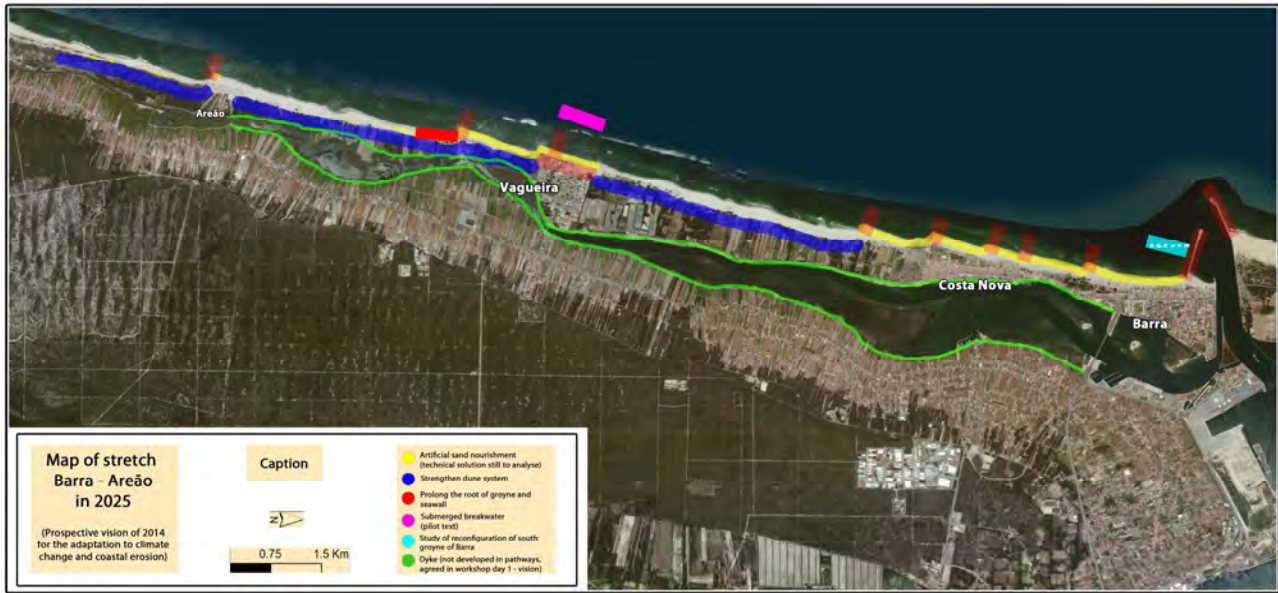 Areão
Vagueira
Costa Nova
Barra
Map of stretch
Barra - Areão
in 2025
(Prospective vision of 2014
for the adaptation to climate
change and coastal erosion)
Caption
N
0.75 1.5 Km
Artificial sand nourishment
(technical solution still to analyse)
Strengthen dune system
Prolong the root of groyne and
seawall
Submerged breakwater
(pilot text)
Study of reconfiguration of south
groyne of Barra
Dyke (not developed in pathways,
agreed in workshop day 1 - vision)